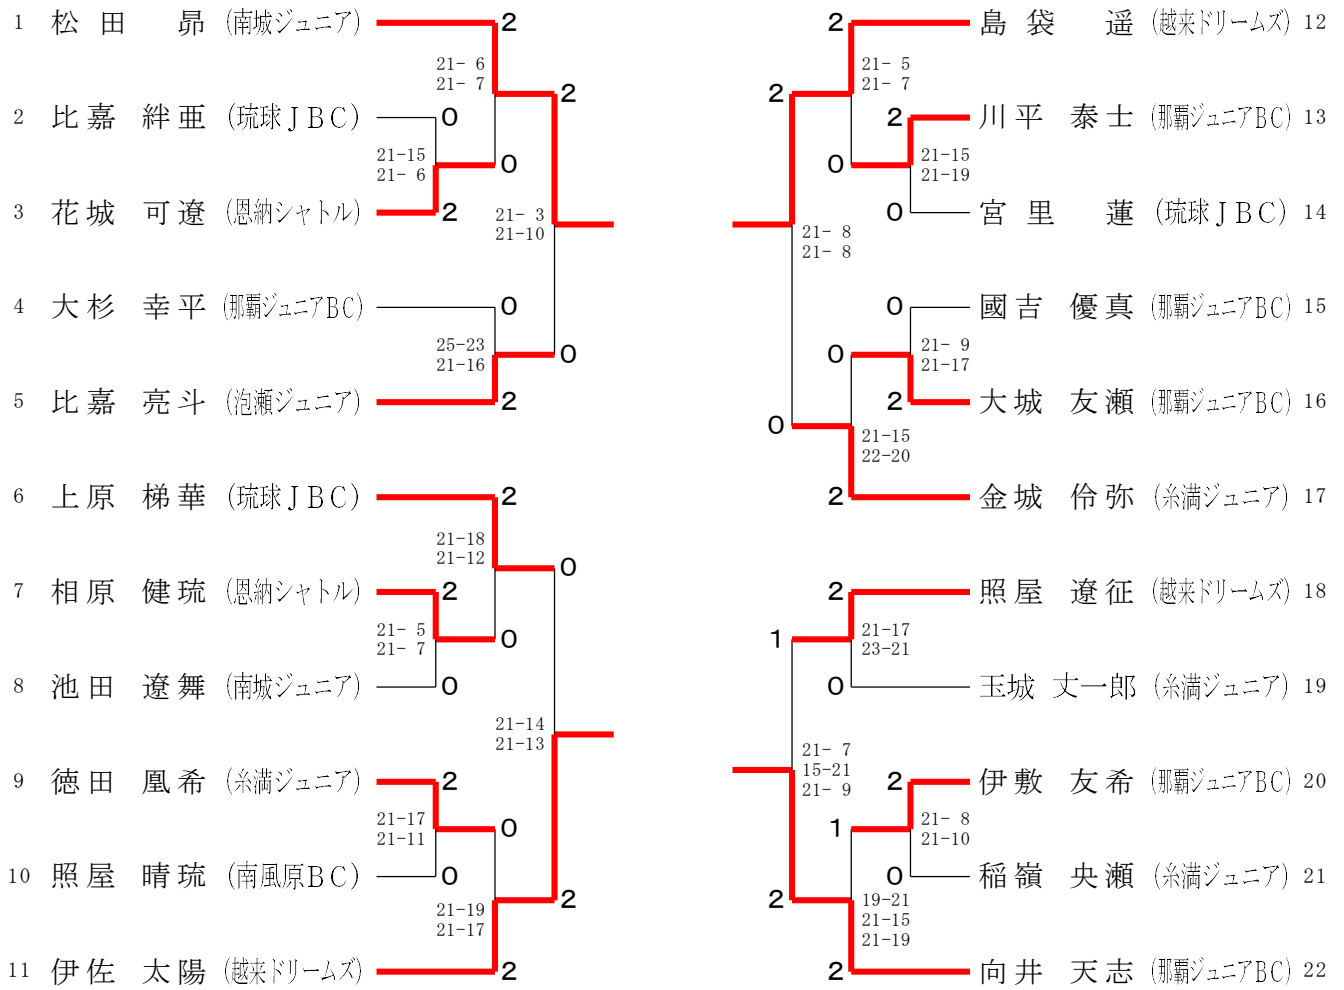 1 松田 昴 (南城ジュニア) 2
21- 6
21- 7
2
2 比嘉 絆亜 (琉球ＪＢＣ) 0
21-15
21- 6
0
3 花城 可遼 (恩納シャトル) 2
21- 3
21-10
4 大杉 幸平 (那覇ジュニアBC) 0
25-23
21-16
0
5 比嘉 亮斗 (泡瀬ジュニア) 2
6 上原 梯華 (琉球ＪＢＣ) 2
21-18
21-12
0
7 相原 健琉 (恩納シャトル) 2
21- 5
21- 7
0
8 池田 遼舞 (南城ジュニア) 0
21-14
21-13
9 徳田 凰希 (糸満ジュニア) 2
21-17
21-11
0
10 照屋 晴琉 (南風原ＢＣ) 0
21-19
21-17
2
11 伊佐 太陽 (越来ドリームズ) 2
2 島袋 遥 (越来ドリームズ) 12
21- 5
21- 7
2
2 川平 泰士 (那覇ジュニアBC) 13
0
21-15
21-19
0 宮里 蓮 (琉球ＪＢＣ) 14
21- 8
21- 8
0 國吉 優真 (那覇ジュニアBC) 15
0
21- 9
21-17
2 大城 友瀬 (那覇ジュニアBC) 16
0
21-15
22-20
2 金城 伶弥 (糸満ジュニア) 17
2 照屋 遼征 (越来ドリームズ) 18
1
21-17
23-21
0 玉城 丈一郎 (糸満ジュニア) 19
21- 7
15-21
21- 9
2 伊敷 友希 (那覇ジュニアBC) 20
1
21- 8
21-10
0 稲嶺 央瀬 (糸満ジュニア) 21
2
19-21
21-15
21-19
2 向井 天志 (那覇ジュニアBC) 22